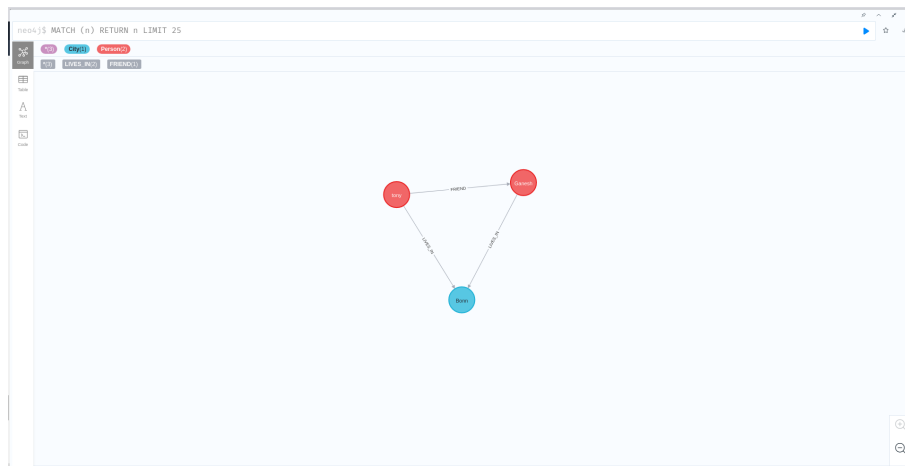 neo4j$ MATCH (n) RETURN n LIMIT 25
*(3) City(1) Person(2)
Graph
*(3) LIVES_IN(2) FRIEND(1)
Table
Text
Code
FRIEND
LIVES_IN
LIVES_IN
Bonn